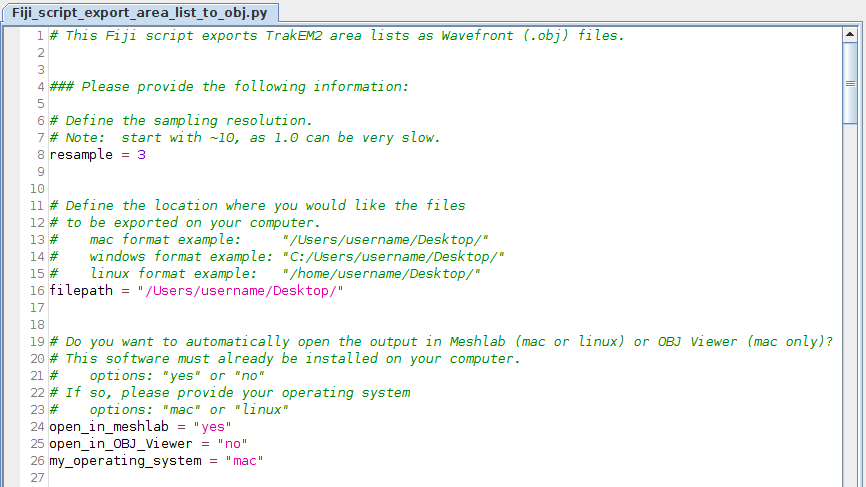 Fiji_script_export_area_list_to_obj.py
1 # This Fiji script exports TrakEM2 area lists as Wavefront (.obj) files.
2
3
4 ### Please provide the following information:
5
6 # Define the sampling resolution.
7 # Note:  start with ~10, as 1.0 can be very slow.
8 resample = 3
9
10
11 # Define the location where you would like the files
12 # to be exported on your computer.
13 #    mac format example:     "/Users/username/Desktop/"
14 #    windows format example: "C:/Users/username/Desktop/"
15 #    linux format example:   "/home/username/Desktop/"
16 filepath = "/Users/username/Desktop/"
17
18
19 # Do you want to automatically open the output in Meshlab (mac or linux) or OBJ Viewer (mac only)?
20 # This software must already be installed on your computer.
21 #    options: "yes" or "no"
22 # If so, please provide your operating system
23 #    options: "mac" or "linux"
24 open_in_meshlab = "yes"
25 open_in_OBJ_Viewer = "no"
26 my_operating_system = "mac"
27